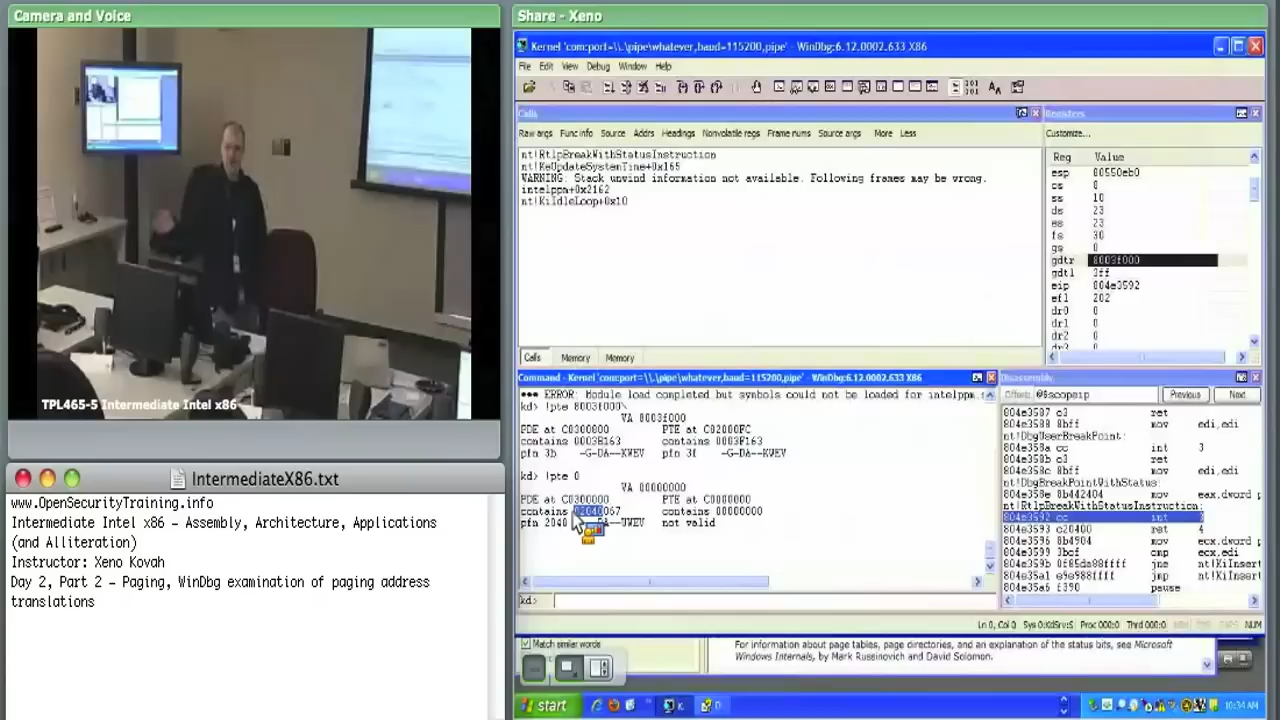 Camera and Voice
TPL465-5 Intermediate Intel x86
IntermediateX86.txt
www.OpenSecurityTraining.info
Intermediate Intel x86 - Assembly, Architecture, Applications
(and Alliteration)
Instructor: Xeno Kovah
Day 2, Part 2 - Paging, WinDbg examination of paging address
translations
Share - Xeno
Kernel 'com:port=\\.\pipe\whatever,baud=115200,pipe' - WinDbg:6.12.0002.633 X86
File Edit View Debug Window Help
Calls
Raw args Func info Source Addrs Headings Nonvolatile regs Frame nums Source args More Less
nt!RtlpBreakWithStatusInstruction
nt!KeUpdateSystemTime+0x165
WARNING: Stack unwind information not available. Following frames may be wrong.
intelppm+0x2162
nt!KiIdleLoop+0x10
Calls Memory Memory
Registers
Customize...
Reg Value
esp 80550eb0
cs 8
ss 10
ds 23
es 23
fs 30
gs 0
gdtr 8003f000
gdtl 3ff
eip 804e3592
efl 202
dr0 0
dr1 0
dr2 0
Command - Kernel 'com:port=\\.\pipe\whatever,baud=115200,pipe' - WinDbg:6.12.0002.633 X86
*** ERROR: Module load completed but symbols could not be loaded for intelppm.s
kd> !pte 8003f000\
VA 8003f000
PDE at C0300800 PTE at C02000FC
contains 0003B163 contains 0003F163
pfn 3b -G-DA--KWEV pfn 3f -G-DA--KWEV
kd> !pte 0
VA 00000000
PDE at C0300000 PTE at C0000000
contains 02040067 contains 00000000
pfn 2040 ---DA--UWEV not valid
kd>
Disassembly
Offset: @$scopeip Previous Next
804e3587 c3 ret
804e3588 8bff mov edi,edi
nt!DbgUserBreakPoint:
804e358a cc int 3
804e358b c3 ret
804e358c 8bff mov edi,edi
nt!DbgBreakPointWithStatus:
804e358e 8b442404 mov eax,dword p
nt!RtlpBreakWithStatusInstruction:
804e3592 cc int 3
804e3593 c20400 ret 4
804e3596 8b4904 mov ecx,dword p
804e3599 3bcf cmp ecx,edi
804e359b 0f85da88ffff jne nt!KiInsert
804e35a1 e9e988ffff jmp nt!KiInsert
804e35a6 f390 pause
Ln 0, Col 0 Sys 0:KdSrv:S Proc 000:0 Thrd 000:0 NUM
Match similar words
For information about page tables, page directories, and an explanation of the status bits, see Microsoft
Windows Internals, by Mark Russinovich and David Solomon.
start
10:34 AM